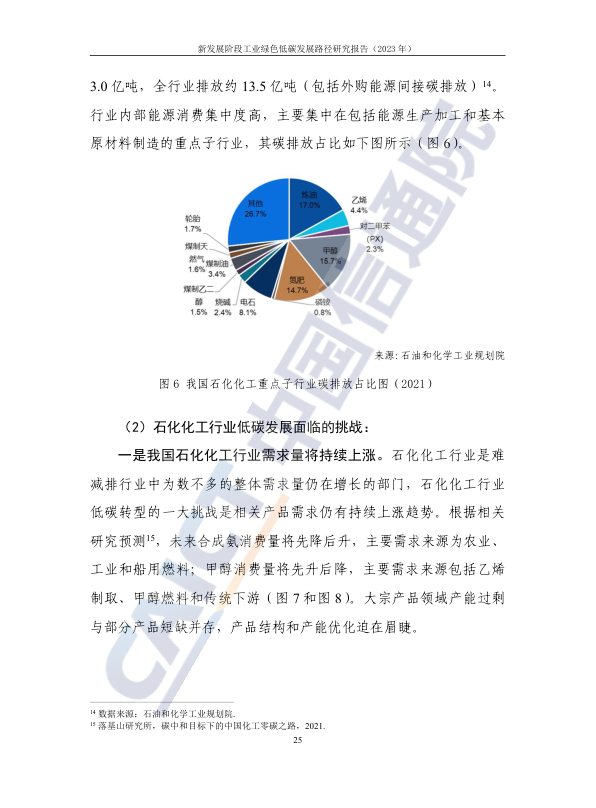 新发展阶段工业绿色低碳发展路径研究报告（2023 年）
3.0 亿吨，全行业排放约 13.5 亿吨（包括外购能源间接碳排放）14。
行业内部能源消费集中度高，主要集中在包括能源生产加工和基本
原材料制造的重点子行业，其碳排放占比如下图所示（图 6）。
其他
26.7%
炼油
17.0%
乙烯
4.4%
对二甲苯
(PX)
2.3%
甲醇
15.7%
磷铵
0.8%
氮肥
14.7%
电石
8.1%
烧碱
2.4%
煤制乙二
醇
1.5%
煤制油
3.4%
煤制天
然气
1.6%
轮胎
1.7%
来源: 石油和化学工业规划院
图 6 我国石化化工重点子行业碳排放占比图（2021）
（2）石化化工行业低碳发展面临的挑战：
一是我国石化化工行业需求量将持续上涨。石化化工行业是难
减排行业中为数不多的整体需求量仍在增长的部门，石化化工行业
低碳转型的一大挑战是相关产品需求仍有持续上涨趋势。根据相关
研究预测15，未来合成氨消费量将先降后升，主要需求来源为农业、
工业和船用燃料；甲醇消费量将先升后降，主要需求来源包括乙烯
制取、甲醇燃料和传统下游（图 7 和图 8）。大宗产品领域产能过剩
与部分产品短缺并存，产品结构和产能优化迫在眉睫。
14 数据来源：石油和化学工业规划院.
15 落基山研究所，碳中和目标下的中国化工零碳之路，2021.
25
CAICT 中国信通院